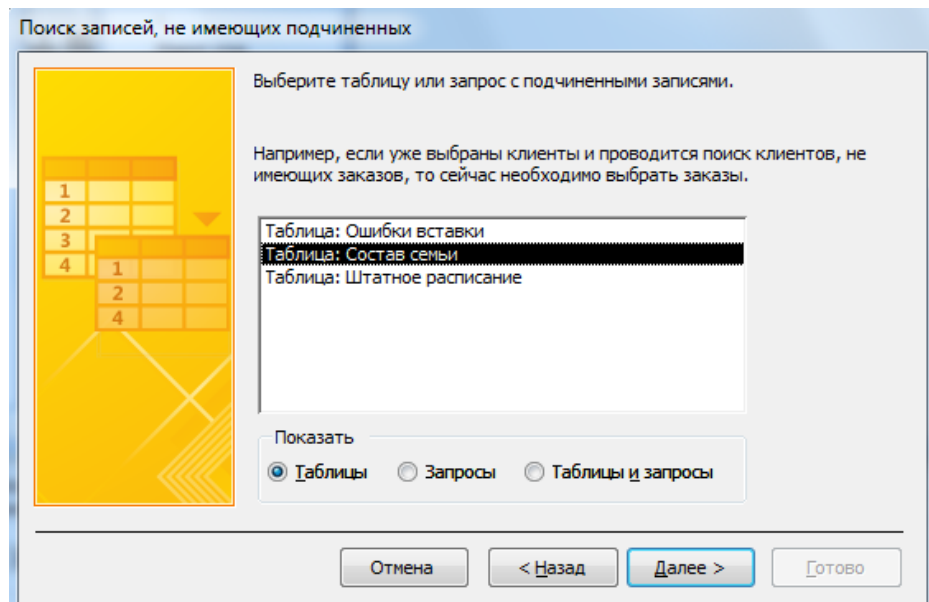 Поиск записей, не имеющих подчиненных
Выберите таблицу или запрос с подчиненными записями.
Например, если уже выбраны клиенты и проводится поиск клиентов, не
имеющих заказов, то сейчас необходимо выбрать заказы.
1
2
3
4
1
2
4
Таблица: Ошибки вставки
Таблица: Состав семьи
Таблица: Штатное расписание
Показать
Таблицы Запросы Таблицы и запросы
Отмена < Назад Далее > Готово